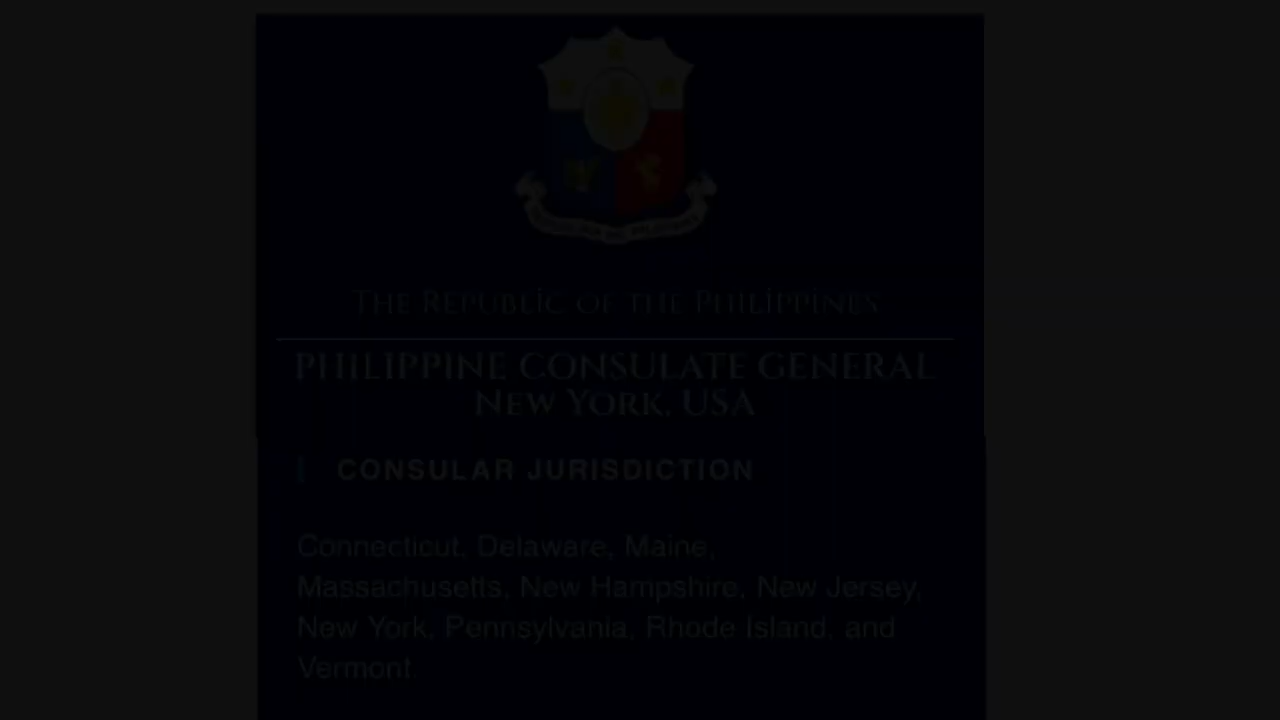 THE REPUBLIC OF THE PHILIPPINES
PHILIPPINE CONSULATE GENERAL
NEW YORK, USA
CONSULAR JURISDICTION
Connecticut, Delaware, Maine,
Massachusetts, New Hampshire, New Jersey,
New York, Pennsylvania, Rhode Island, and
Vermont.